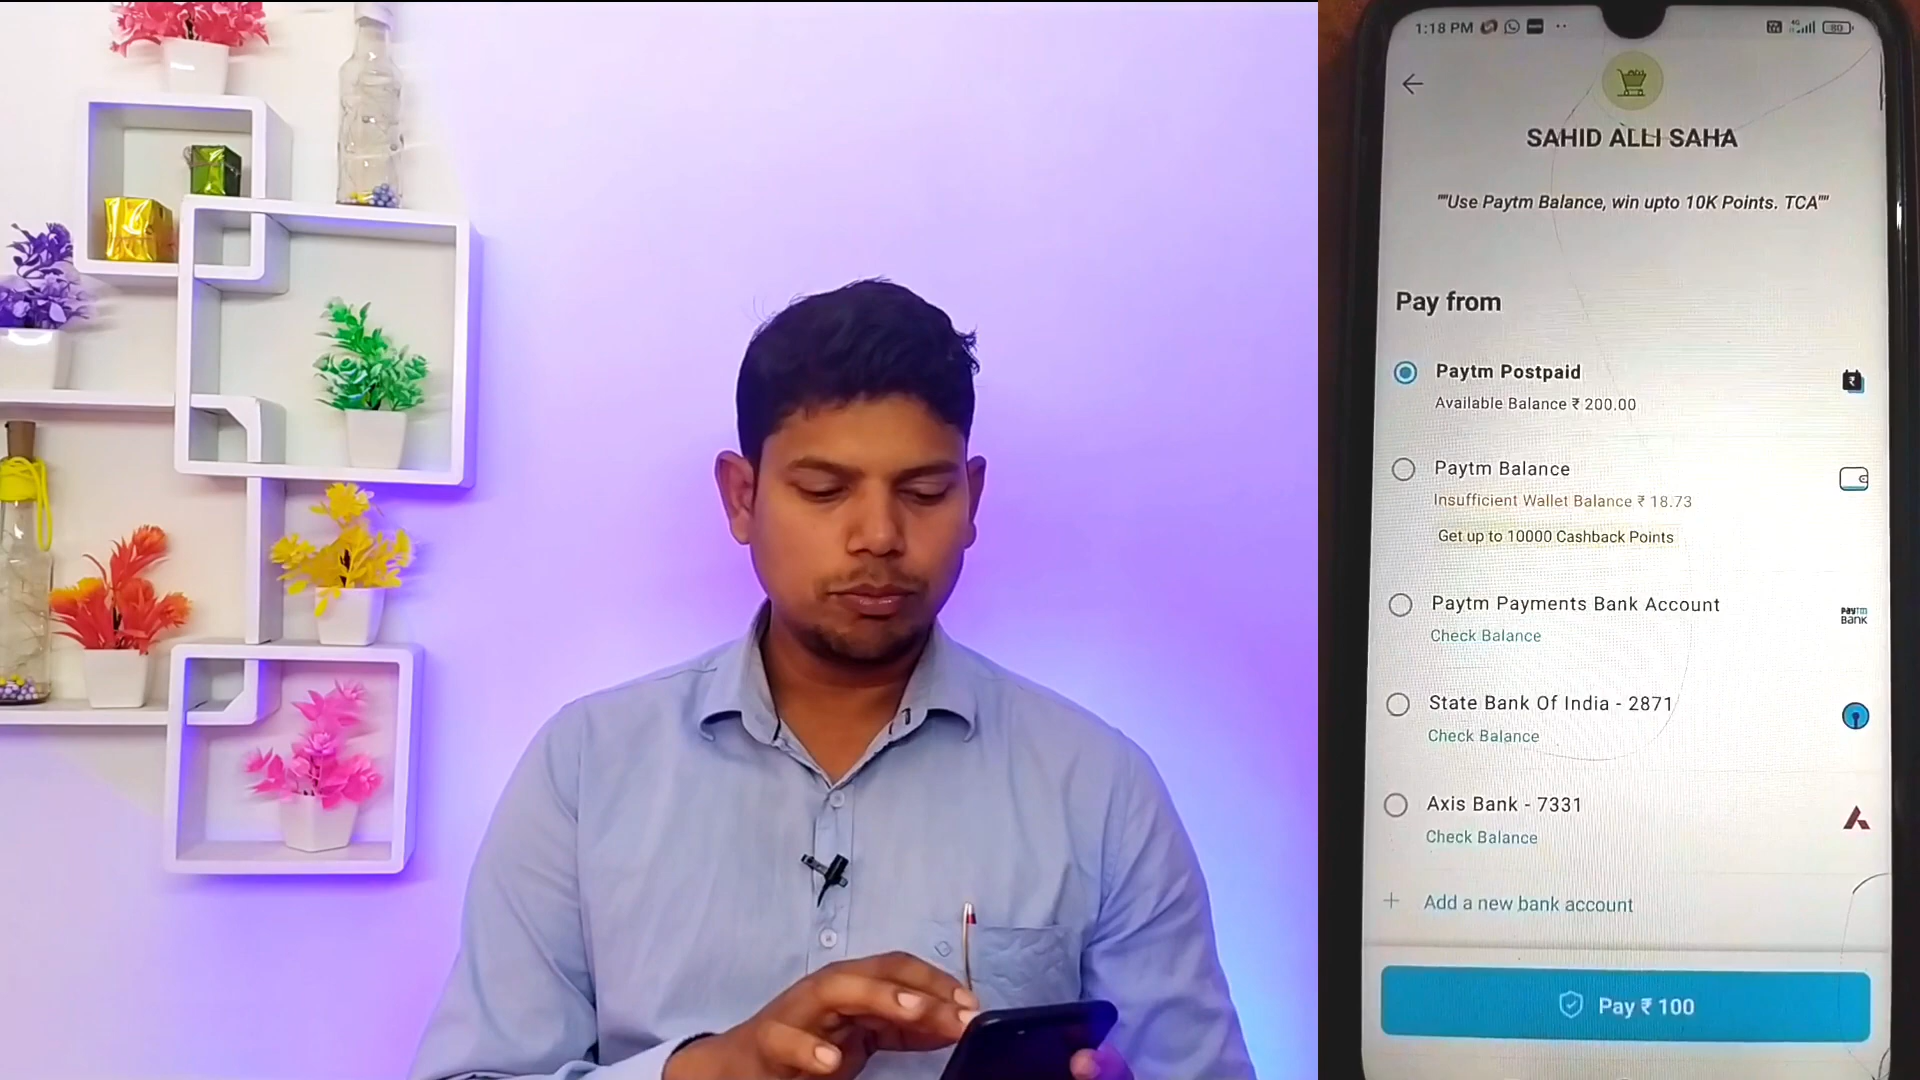 1:18 PM
80
SAHID ALLI SAHA
""Use Paytm Balance, win upto 10K Points. TCA""
Pay from
Paytm Postpaid
Available Balance ₹ 200.00
Paytm Balance
Insufficient Wallet Balance ₹ 18.73
Get up to 10000 Cashback Points
Paytm Payments Bank Account
Paytm
Bank
Check Balance
State Bank Of India - 2871
Check Balance
Axis Bank - 7331
Check Balance
+ Add a new bank account
Pay ₹ 100